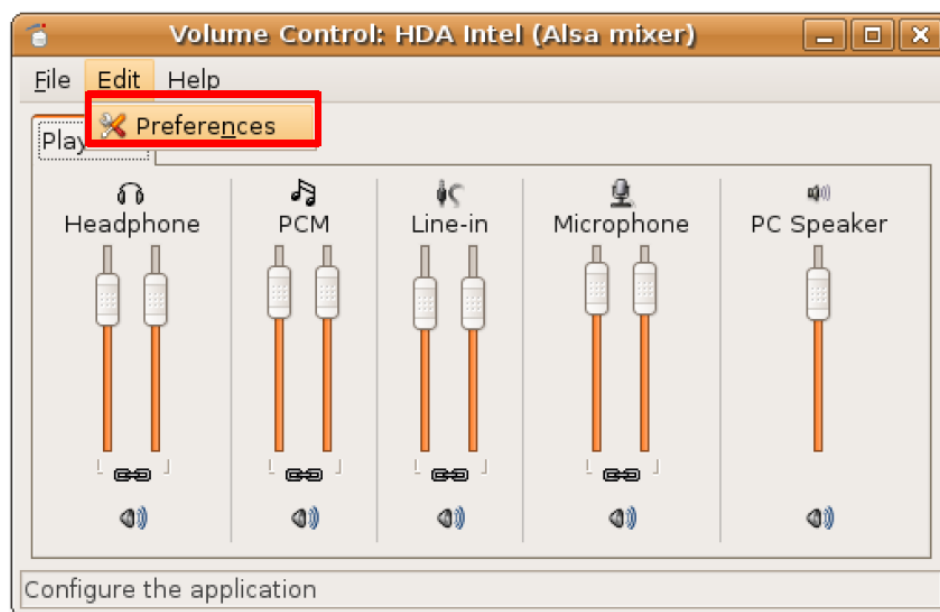 Volume Control: HDA Intel (Alsa mixer)
File Edit Help
Preferences
Play
Headphone PCM Line-in Microphone PC Speaker
Configure the application